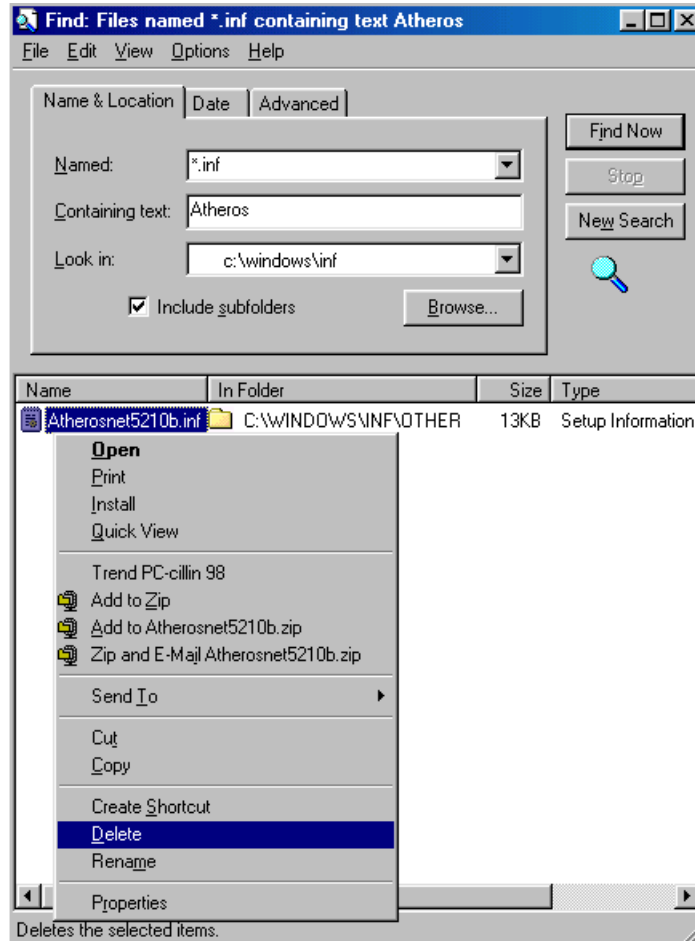 Find: Files named *.inf containing text Atheros
File Edit View Options Help
Name & Location Date Advanced
Find Now
Named: *.inf
Stop
Containing text: Atheros
New Search
Look in: c:\windows\inf
Include subfolders Browse...
Name In Folder Size Type
Atherosnet5210b.inf C:\WINDOWS\INF\OTHER 13KB Setup Information
Open
Print
Install
Quick View
Trend PC-cillin 98
Add to Zip
Add to Atherosnet5210b.zip
Zip and E-Mail Atherosnet5210b.zip
Send To
Cut
Copy
Create Shortcut
Delete
Rename
Properties
Deletes the selected items.